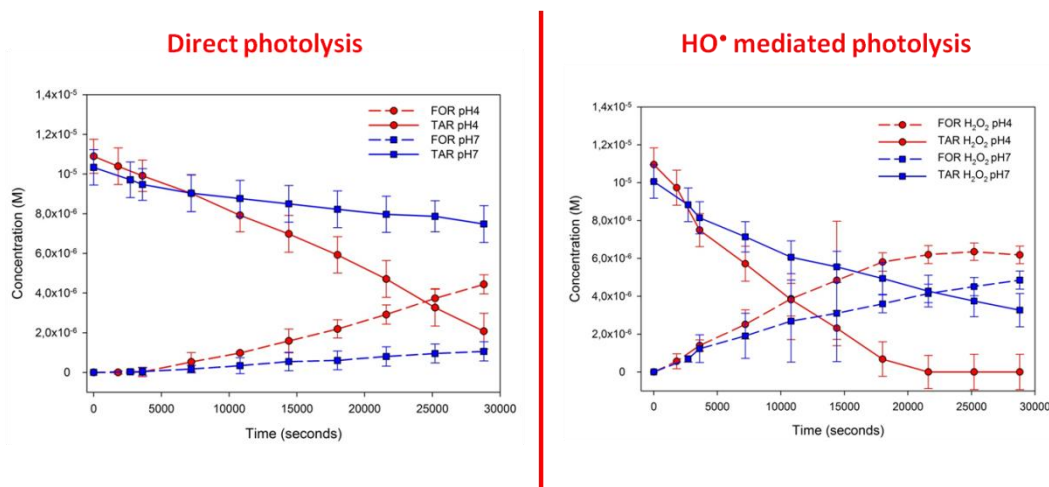 Direct photolysis
HO• mediated photolysis
1,4x10-5
1,2x10-5
10-5
8,0x10-6
6,0x10-6
4,0x10-6
2,0x10-6
0
Concentration (M)
FOR pH4
TAR pH4
FOR pH7
TAR pH7
0 5000 10000 15000 20000 25000 30000
Time (seconds)
1,4x10-5
1,2x10-5
10-5
8,0x10-6
6,0x10-6
4,0x10-6
2,0x10-6
0
Concentration (M)
FOR H2O2 pH4
TAR H2O2 pH4
FOR H2O2 pH7
TAR H2O2 pH7
0 5000 10000 15000 20000 25000 30000
Time (seconds)